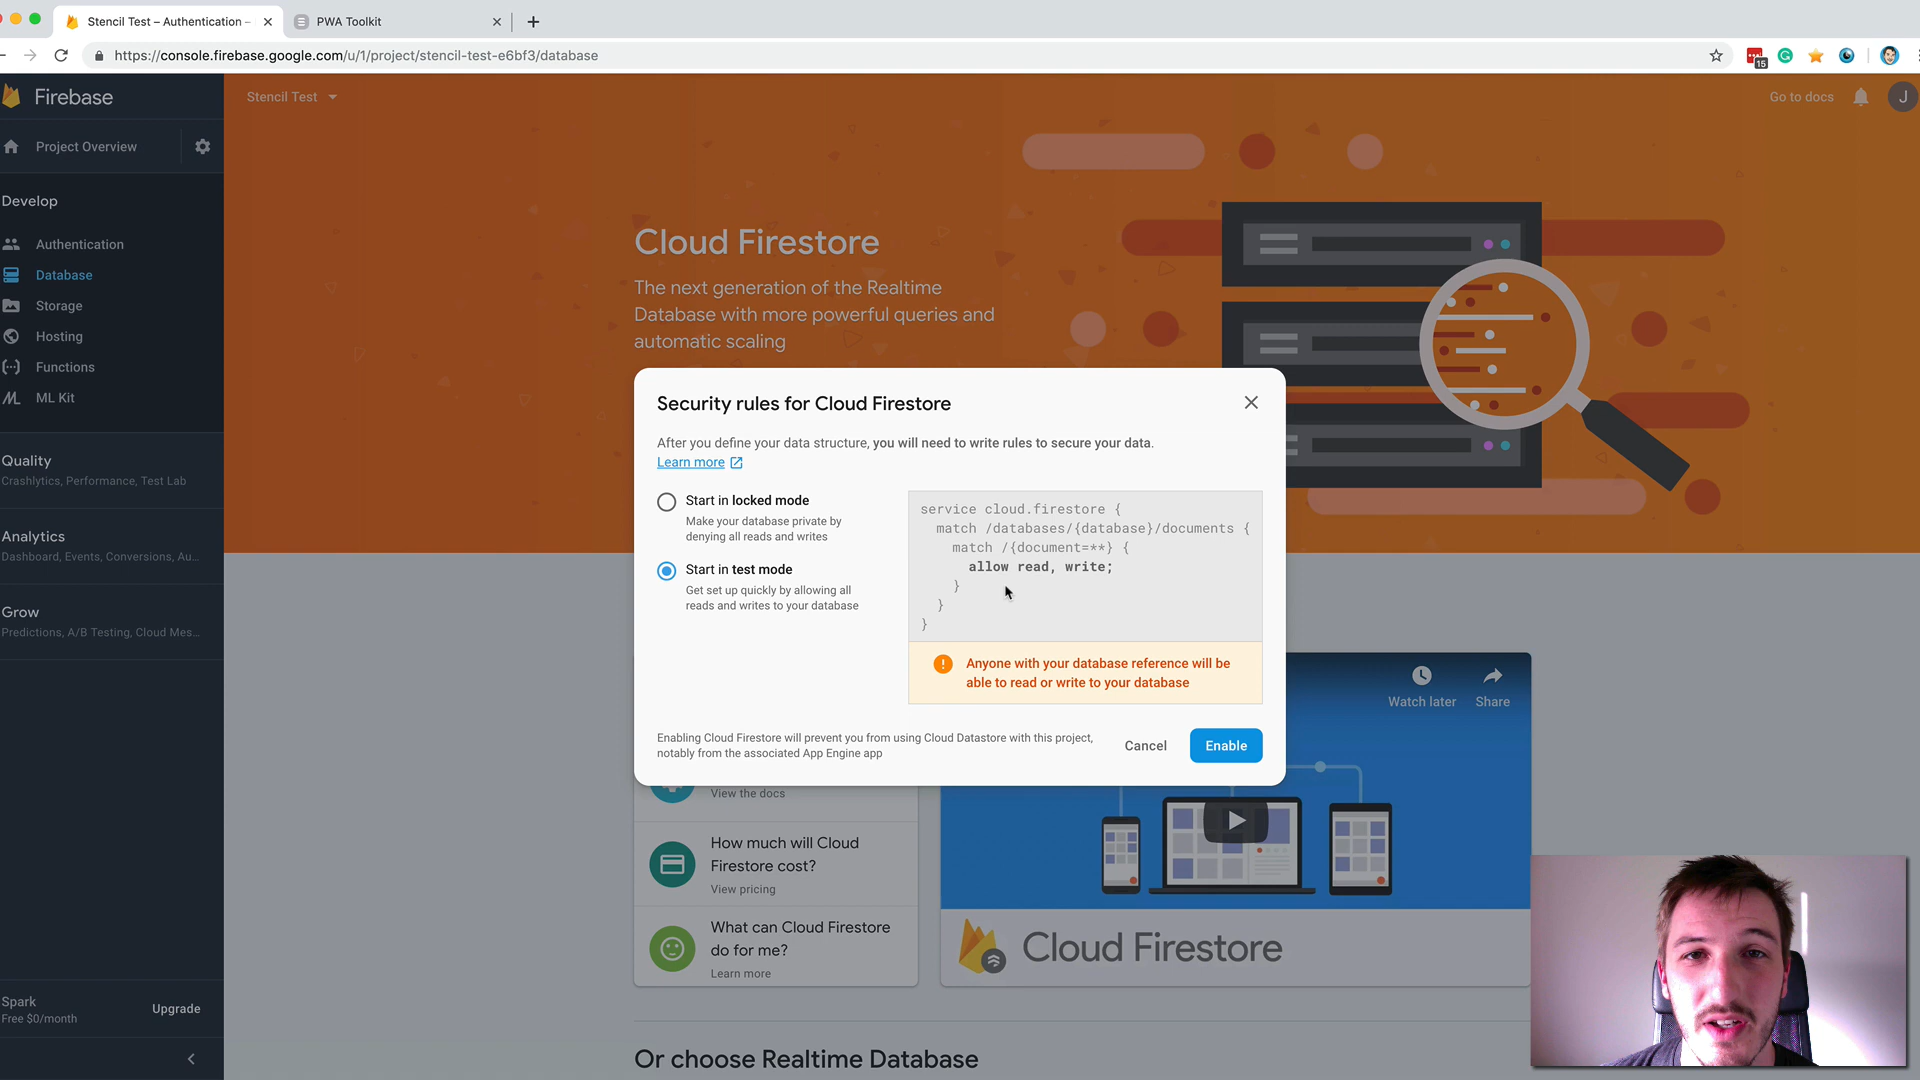 Stencil Test – Authentication –
PWA Toolkit
https://console.firebase.google.com/u/1/project/stencil-test-e6bf3/database
15
Firebase
Stencil Test
Go to docs
J
Project Overview
Develop
Authentication
Database
Storage
Hosting
Functions
ML Kit
Quality
Crashlytics, Performance, Test Lab
Analytics
Dashboard, Events, Conversions, Au...
Grow
Predictions, A/B Testing, Cloud Mes...
Spark
Free $0/month
Upgrade
Cloud Firestore
The next generation of the Realtime
Database with more powerful queries and
automatic scaling
Security rules for Cloud Firestore
After you define your data structure, you will need to write rules to secure your data.
Learn more
Start in locked mode
Make your database private by
denying all reads and writes
Start in test mode
Get set up quickly by allowing all
reads and writes to your database
service cloud.firestore {
match /databases/{database}/documents {
match /{document=**} {
allow read, write;
}
}
}
Anyone with your database reference will be
able to read or write to your database
Enabling Cloud Firestore will prevent you from using Cloud Datastore with this project,
notably from the associated App Engine app
Cancel
Enable
Watch later
Share
View the docs
How much will Cloud
Firestore cost?
View pricing
What can Cloud Firestore
do for me?
Learn more
Cloud Firestore
Or choose Realtime Database